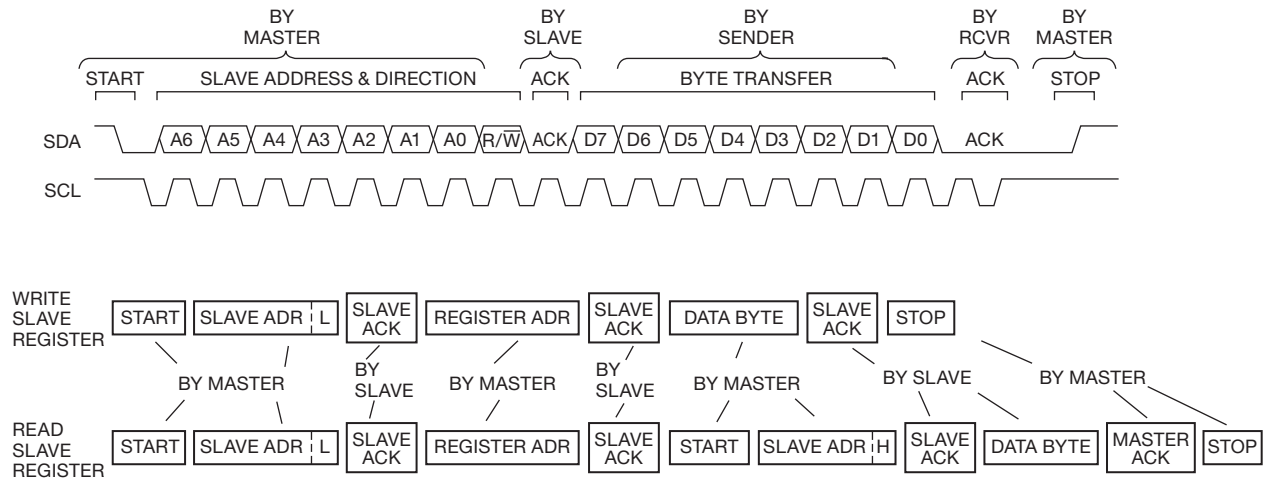 BY MASTER
BY SLAVE
BY SENDER
BY RCVR
BY MASTER
START
SLAVE ADDRESS & DIRECTION
ACK
BYTE TRANSFER
ACK
STOP
SDA
A6 A5 A4 A3 A2 A1 A0 R/W̅ ACK D7 D6 D5 D4 D3 D2 D1 D0 ACK
SCL
WRITE SLAVE REGISTER
START
SLAVE ADR L
SLAVE ACK
REGISTER ADR
SLAVE ACK
DATA BYTE
SLAVE ACK
STOP
BY MASTER
BY SLAVE
BY MASTER
BY SLAVE
BY MASTER
BY SLAVE
BY MASTER
READ SLAVE REGISTER
START
SLAVE ADR L
SLAVE ACK
REGISTER ADR
SLAVE ACK
START
SLAVE ADR H
SLAVE ACK
DATA BYTE
MASTER ACK
STOP